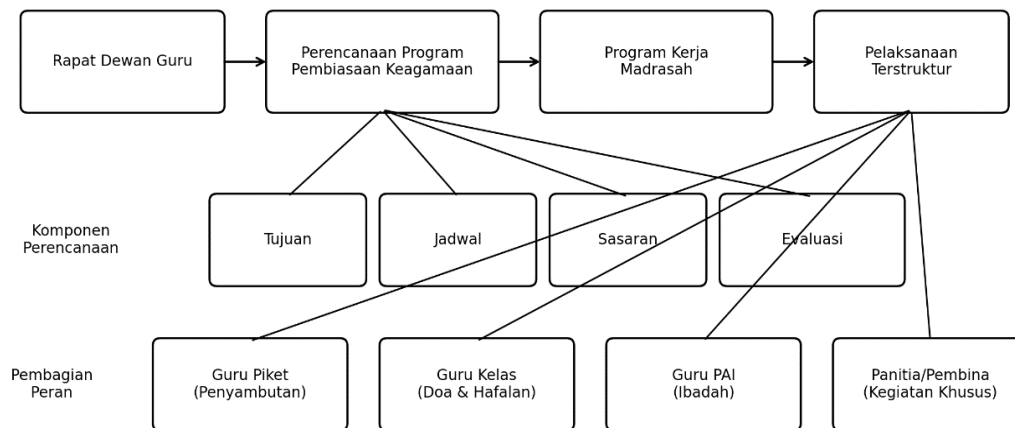 Rapat Dewan Guru
Perencanaan Program
Pembiasaan Keagamaan
Program Kerja
Madrasah
Pelaksanaan
Terstruktur
Komponen
Perencanaan
Tujuan
Jadwal
Sasaran
Evaluasi
Pembagian
Peran
Guru Piket
(Penyambutan)
Guru Kelas
(Doa & Hafalan)
Guru PAI
(Ibadah)
Panitia/Pembina
(Kegiatan Khusus)